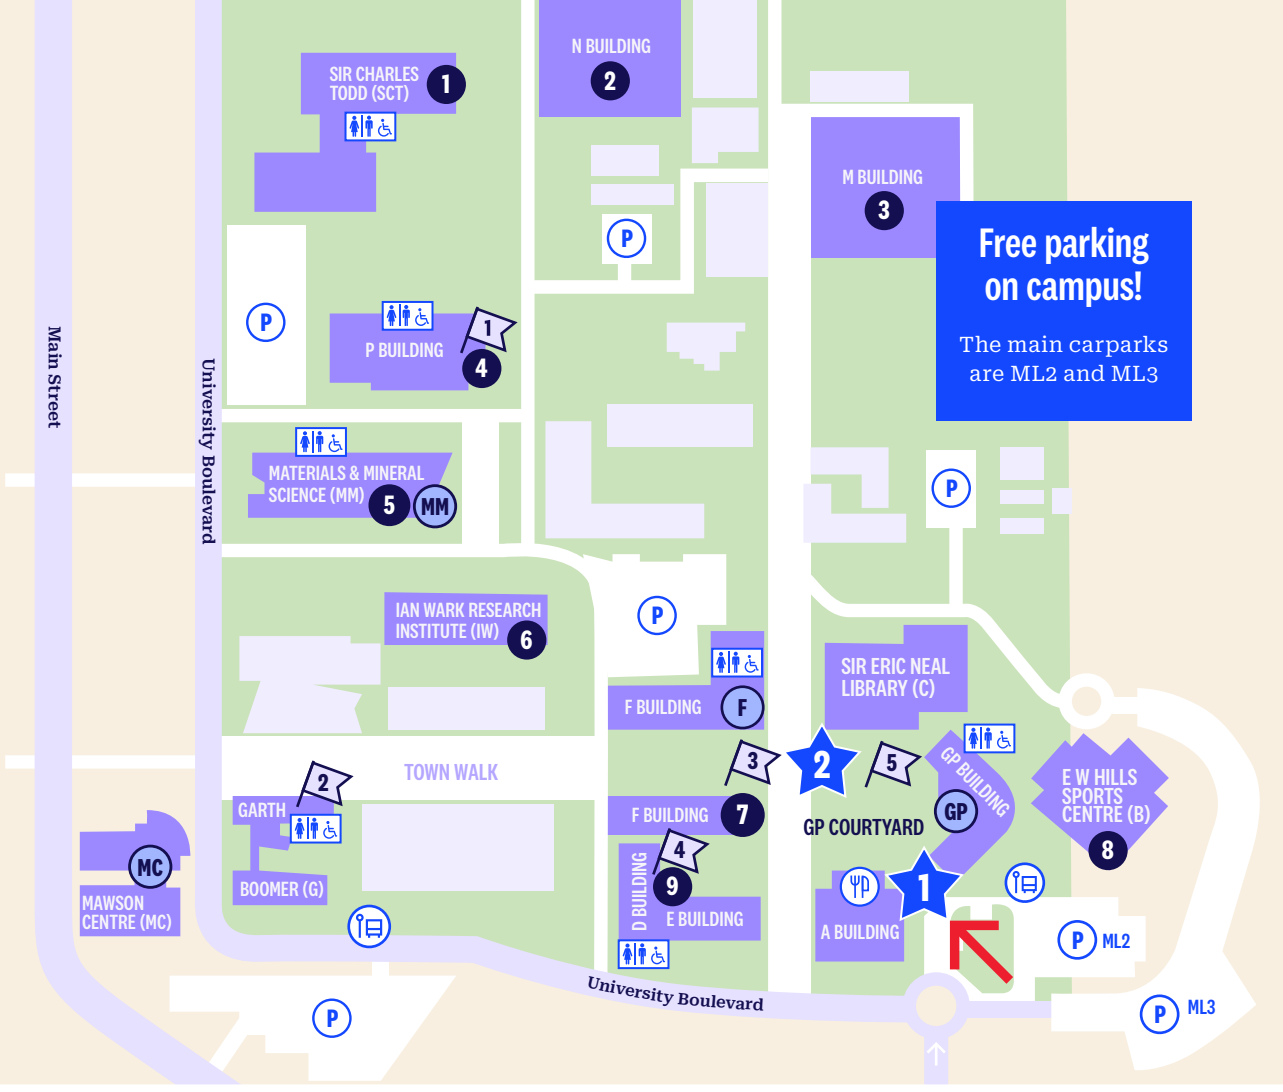 N BUILDING
2
SIR CHARLES
TODD (SCT)
1
M BUILDING
3
Free parking
on campus!
The main carparks
are ML2 and ML3
P
P
1
P BUILDING
4
Main Street
University Boulevard
MATERIALS & MINERAL
SCIENCE (MM)
5
MM
P
IAN WARK RESEARCH
INSTITUTE (IW)
6
P
SIR ERIC NEAL
LIBRARY (C)
F BUILDING
F
3
2
5
GP BUILDING
GP
E W HILLS
SPORTS
CENTRE (B)
8
TOWN WALK
2
GARTH
F BUILDING
7
GP COURTYARD
4
9
D BUILDING
E BUILDING
MC
MAWSON
CENTRE (MC)
BOOMER (G)
1
A BUILDING
P
ML2
University Boulevard
P
P
ML3